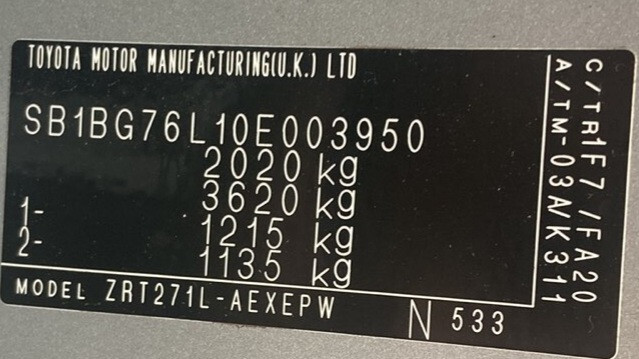 TOYOTA MOTOR MANUFACTURING(U.K.) LTD
SB1BG76L10E003950
2020 kg
3620 kg
1- 1215 kg
2- 1135 kg
MODEL ZRT271L-AEXEPW
N 533
C/TR1F7/FA20
A/TM-03A/K311